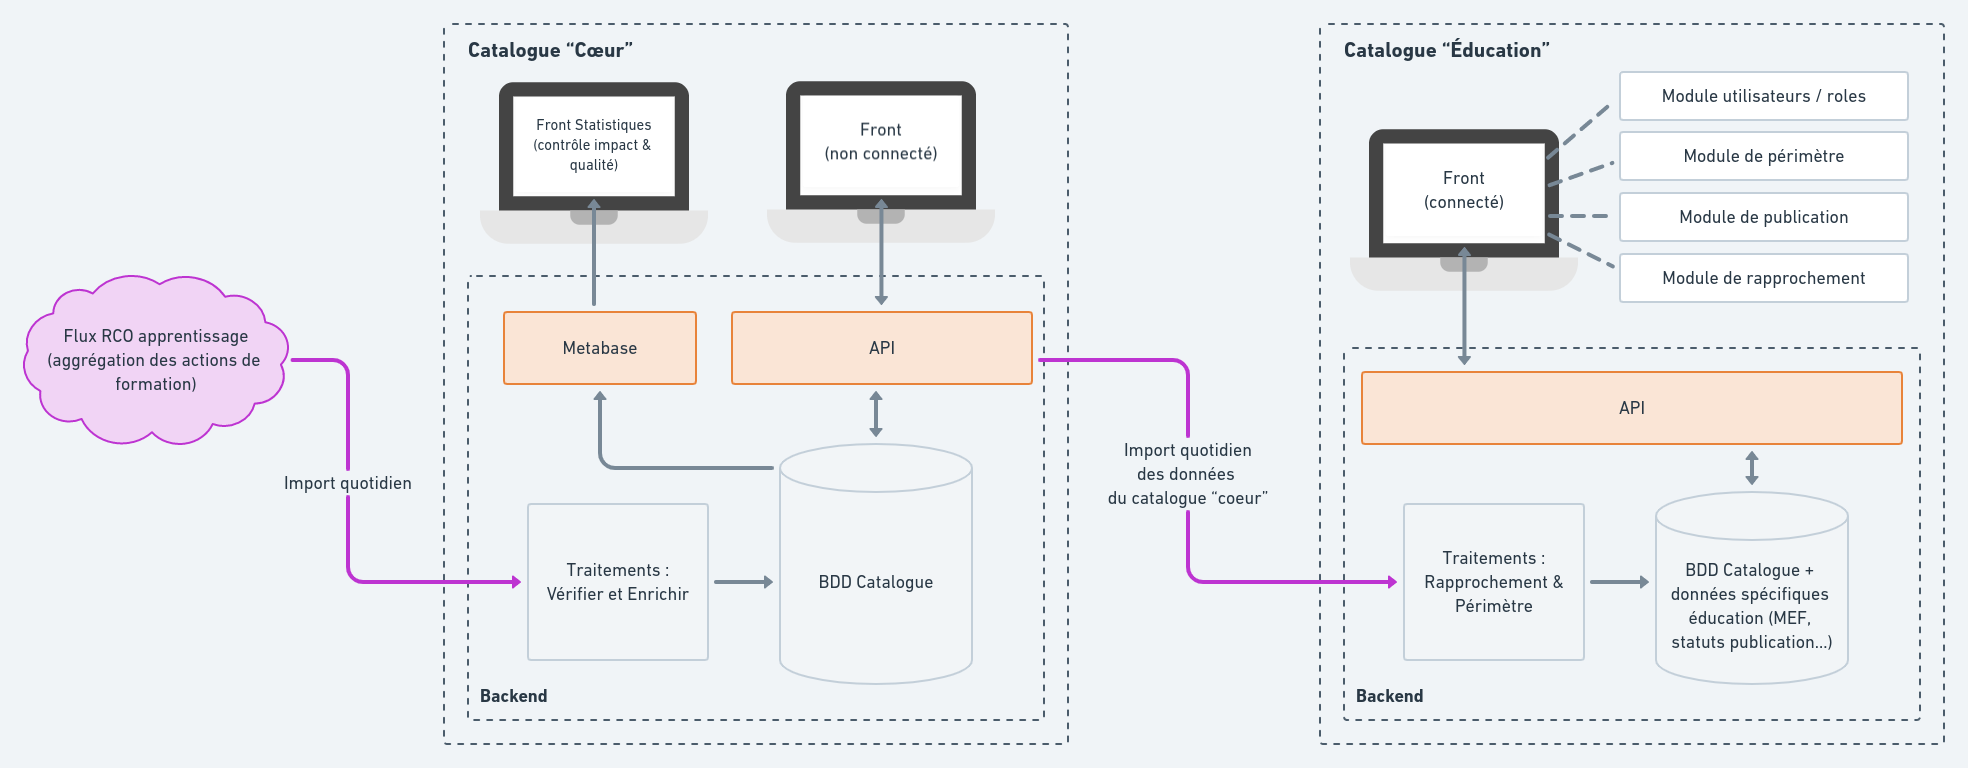 Catalogue “Cœur”
Front Statistiques
(contrôle impact &
qualité)
Front
(non connecté)
Flux RCO apprentissage
(aggrégation des actions de
formation)
Import quotidien
Metabase
API
Traitements :
Vérifier et Enrichir
BDD Catalogue
Backend
Import quotidien
des données
du catalogue “coeur”
Catalogue “Éducation”
Front
(connecté)
Module utilisateurs / roles
Module de périmètre
Module de publication
Module de rapprochement
API
Traitements :
Rapprochement &
Périmètre
BDD Catalogue +
données spécifiques
éducation (MEF,
statuts publication...)
Backend